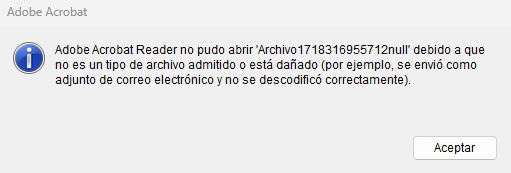 Adobe Acrobat
Adobe Acrobat Reader no pudo abrir 'Archivo1718316955712null' debido a que
no es un tipo de archivo admitido o está dañado (por ejemplo, se envió como
adjunto de correo electrónico y no se descodificó correctamente).
Aceptar